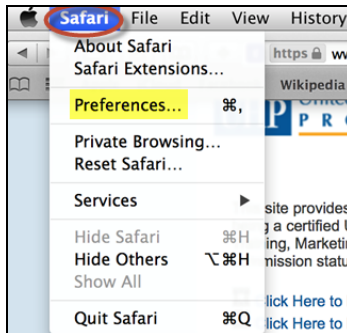 Safari File Edit View History
About Safari
https
Safari Extensions...
Wikipedia
Preferences... ⌘,
P R
Private Browsing...
Reset Safari...
Services ▶
site provides
a certified
Hide Safari ⌘H
ing, Marketi
Hide Others ⌥⌘H
mission statu
Show All
lick Here to
Quit Safari ⌘Q
lick Here to